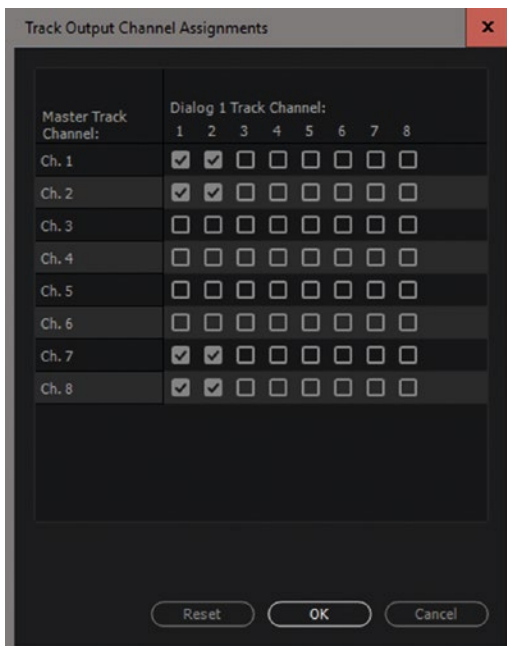 Track Output Channel Assignments
x
Master Track
Channel:
Dialog 1 Track Channel:
1 2 3 4 5 6 7 8
Ch. 1
Ch. 2
Ch. 3
Ch. 4
Ch. 5
Ch. 6
Ch. 7
Ch. 8
Reset OK Cancel